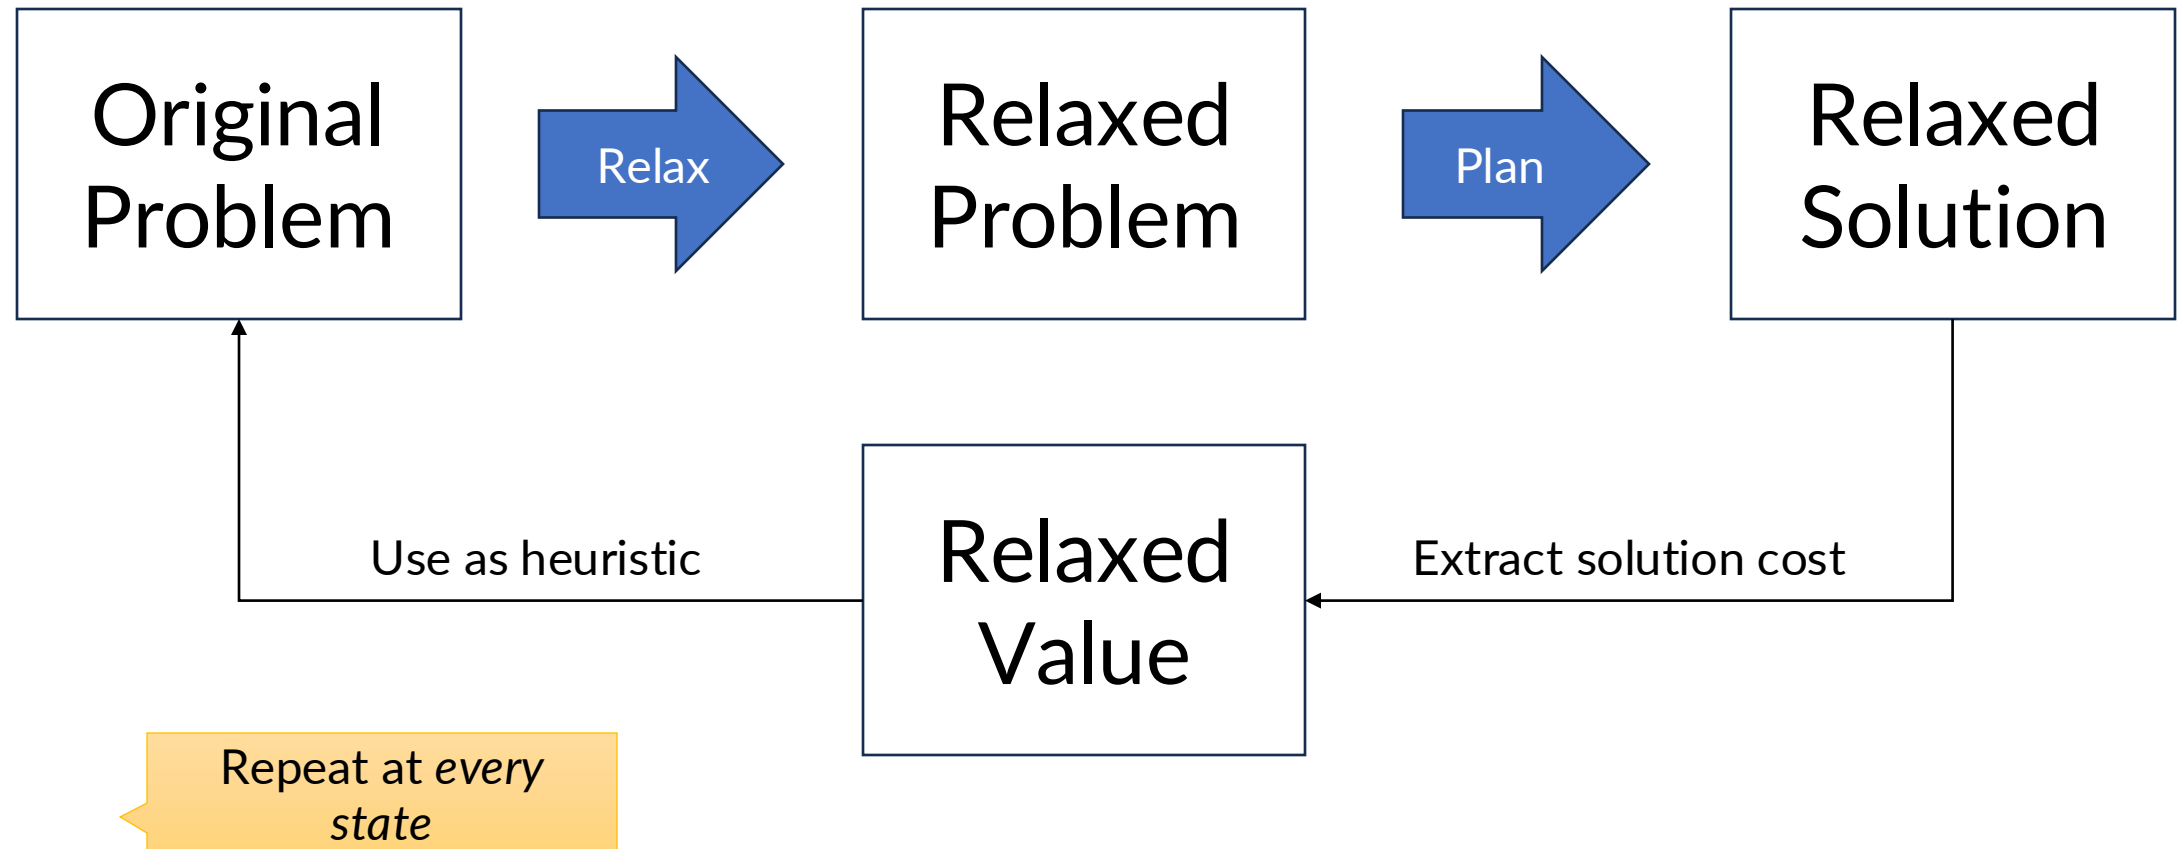 Original
Problem
Relax
Relaxed
Problem
Plan
Relaxed
Solution
Use as heuristic
Relaxed
Value
Extract solution cost
Repeat at every
state